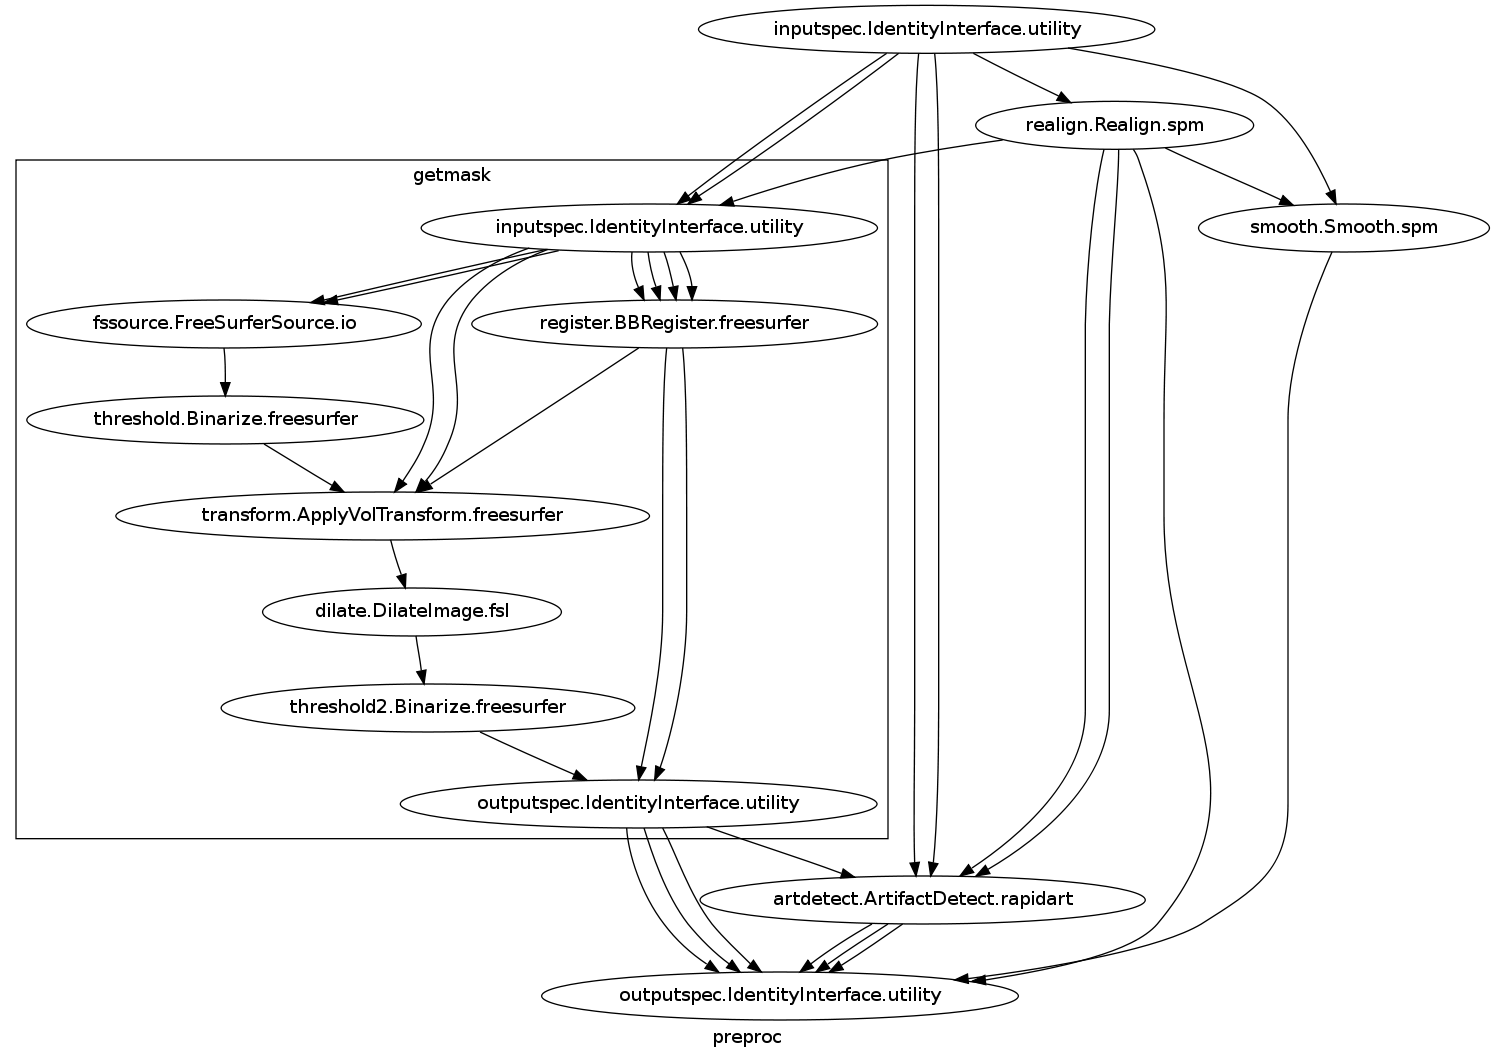 inputspec.IdentityInterface.utility
realign.Realign.spm
getmask
inputspec.IdentityInterface.utility
smooth.Smooth.spm
fssource.FreeSurferSource.io
register.BBRegister.freesurfer
threshold.Binarize.freesurfer
transform.ApplyVolTransform.freesurfer
dilate.DilateImage.fsl
threshold2.Binarize.freesurfer
outputspec.IdentityInterface.utility
artdetect.ArtifactDetect.rapidart
outputspec.IdentityInterface.utility
preproc